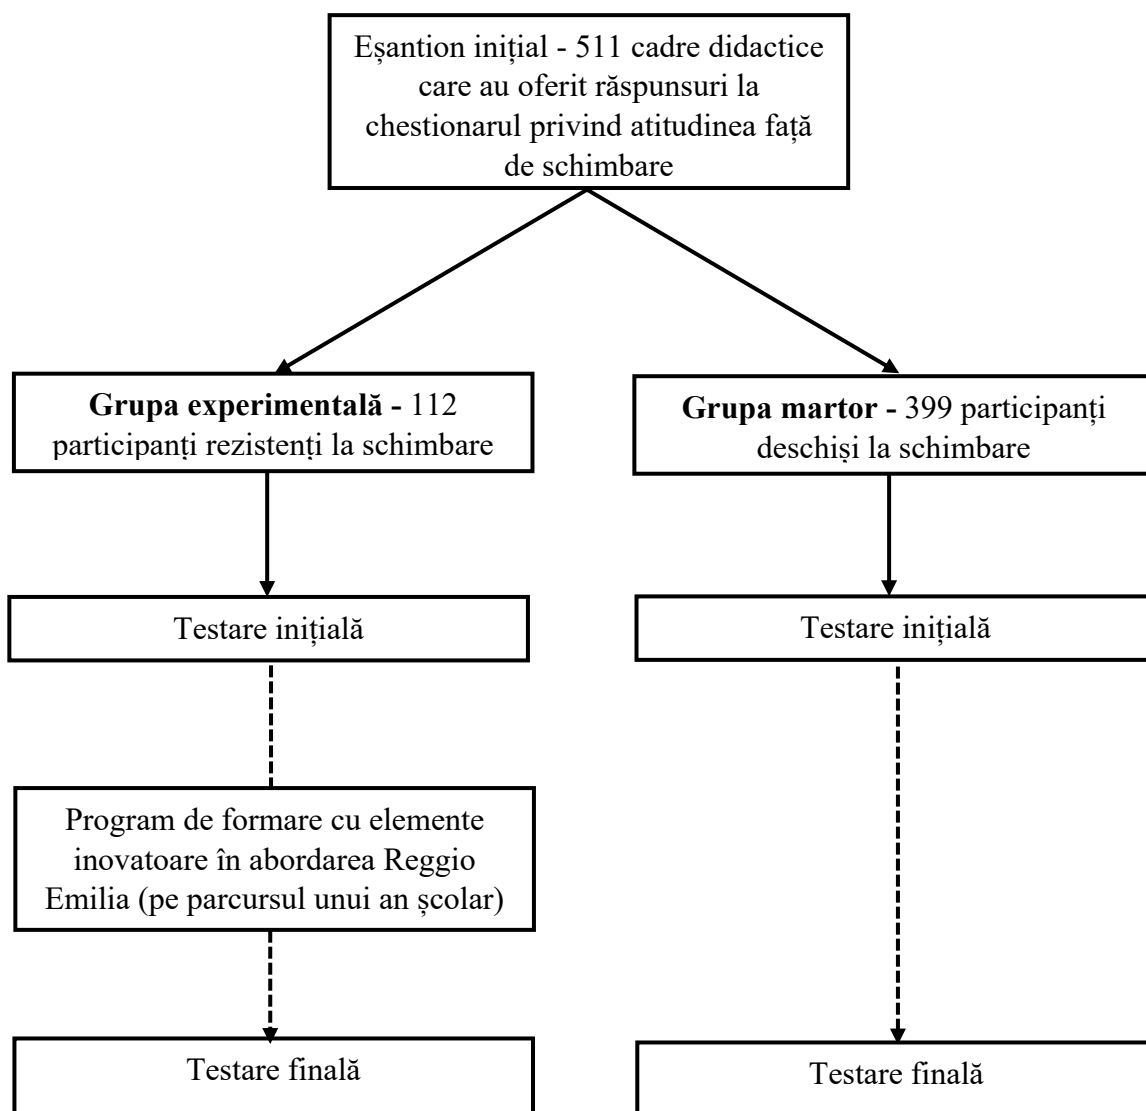 Eșantion inițial - 511 cadre didactice
care au oferit răspunsuri la
chestionarul privind atitudinea față
de schimbare
Grupa experimentală - 112
participanți rezistenți la schimbare
Grupa martor - 399 participanți
deschiși la schimbare
Testare inițială
Testare inițială
Program de formare cu elemente
inovatoare în abordarea Reggio
Emilia (pe parcursul unui an școlar)
Testare finală
Testare finală